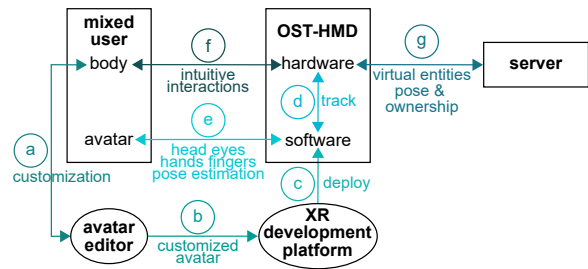 mixed
user
body
avatar
f
intuitive
interactions
e
head eyes
hands fingers
pose estimation
OST-HMD
hardware
d
track
software
g
virtual entities
pose &
ownership
server
a
customization
c
deploy
avatar
editor
b
customized
avatar
XR
development
platform